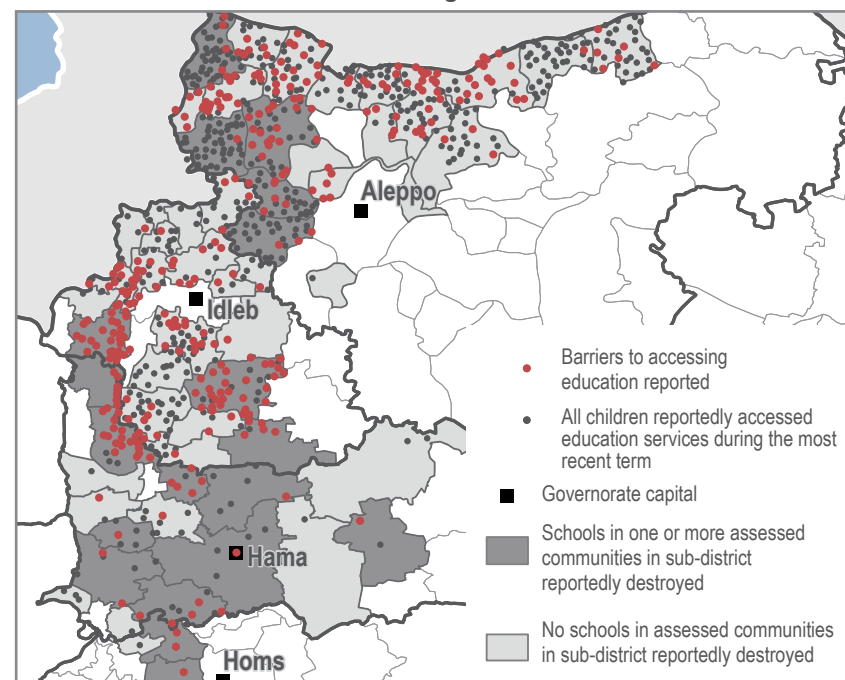 Aleppo
Idleb
Barriers to accessing
education reported
All children reportedly accessed
education services during the most
recent term
Governorate capital
Schools in one or more assessed
communities in sub-district
reportedly destroyed
Hama
No schools in assessed communities
in sub-district reportedly destroyed
Homs